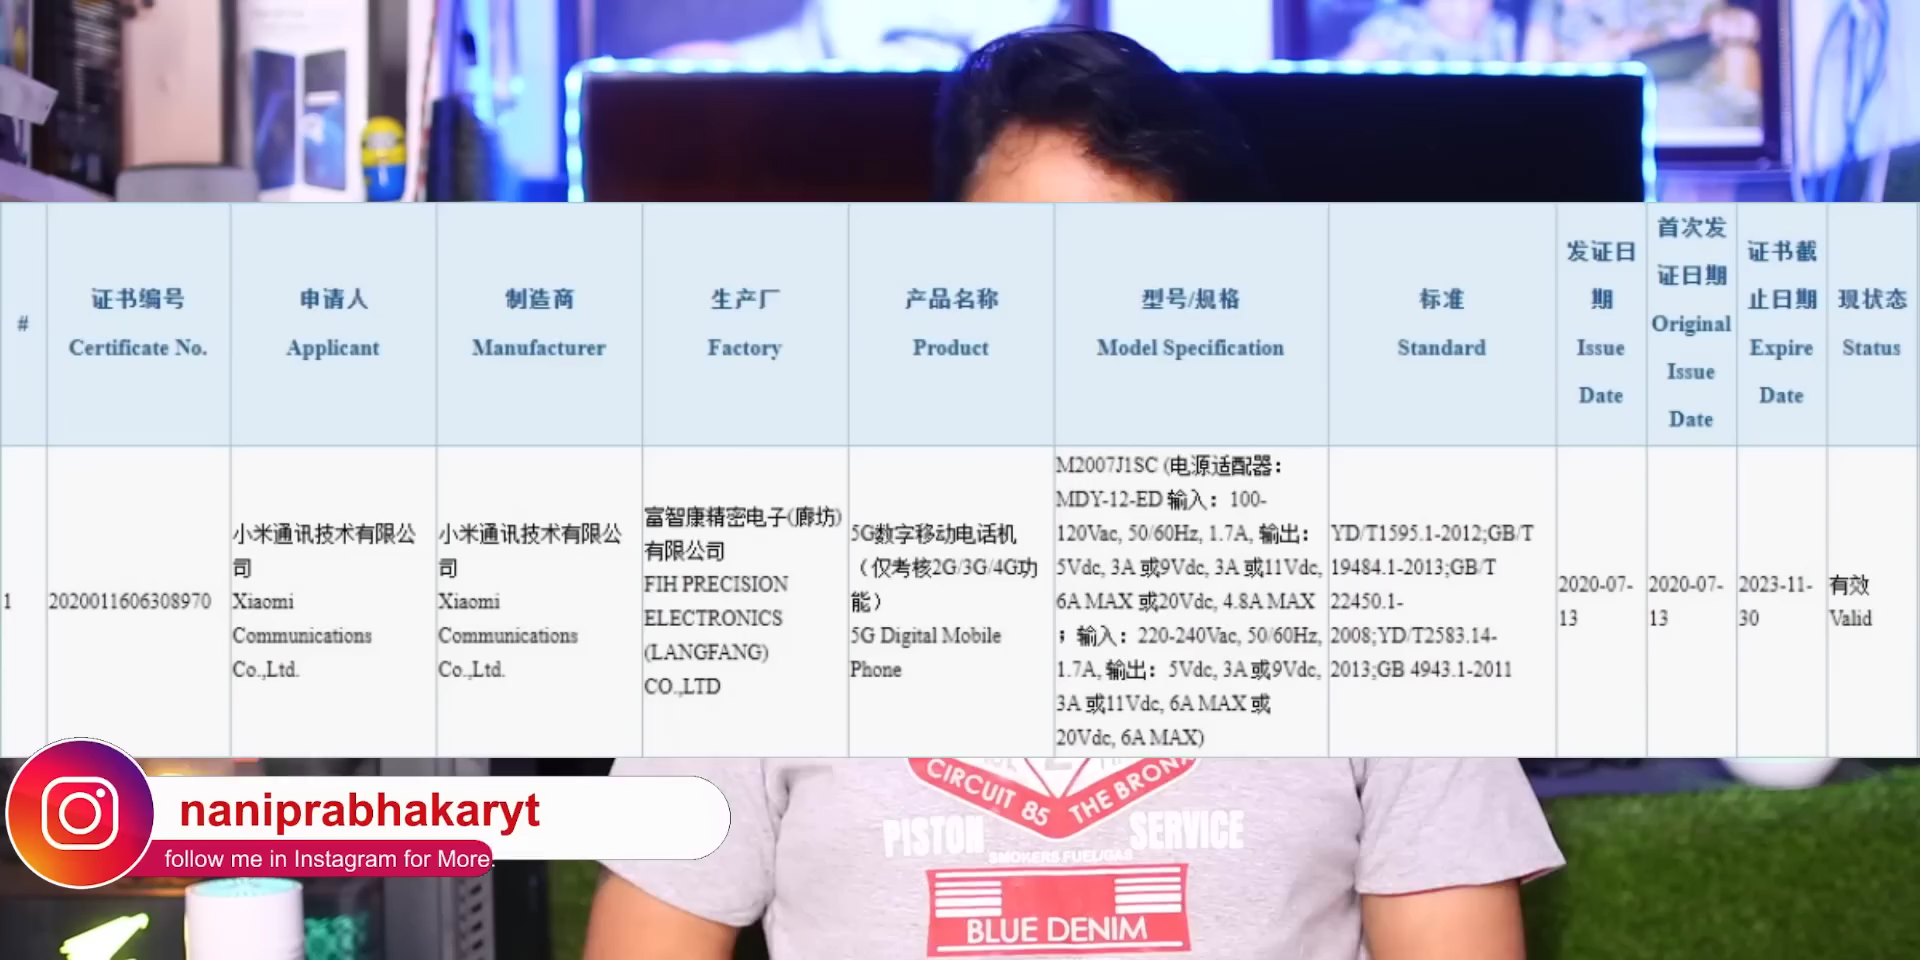 #
证书编号
Certificate No.
申请人
Applicant
制造商
Manufacturer
生产厂
Factory
产品名称
Product
型号/规格
Model Specification
标准
Standard
发证日
期
Issue
Date
首次发
证日期
Original
Issue
Date
证书截
止日期
Expire
Date
现状态
Status
1
2020011606308970
小米通讯技术有限公
司
Xiaomi
Communications
Co.,Ltd.
小米通讯技术有限公
司
Xiaomi
Communications
Co.,Ltd.
富智康精密电子(廊坊)
有限公司
FIH PRECISION
ELECTRONICS
(LANGFANG)
CO.,LTD
5G数字移动电话机
（仅考核2G/3G/4G功
能）
5G Digital Mobile
Phone
M2007J1SC (电源适配器：
MDY-12-ED 输入： 100-
120Vac, 50/60Hz, 1.7A, 输出：
5Vdc, 3A 或9Vdc, 3A 或11Vdc,
6A MAX 或20Vdc, 4.8A MAX
；输入：220-240Vac, 50/60Hz,
1.7A, 输出： 5Vdc, 3A 或9Vdc,
3A 或11Vdc, 6A MAX 或
20Vdc, 6A MAX)
YD/T1595.1-2012;GB/T
19484.1-2013;GB/T
22450.1-
2008;YD/T2583.14-
2013;GB 4943.1-2011
2020-07-
13
2020-07-
13
2023-11-
30
有效
Valid
naniprabhakaryt
follow me in Instagram for More.
CIRCUIT 85 THE BRON
PISTON SERVICE
SMOKERS FUEL/GAS
BLUE DENIM